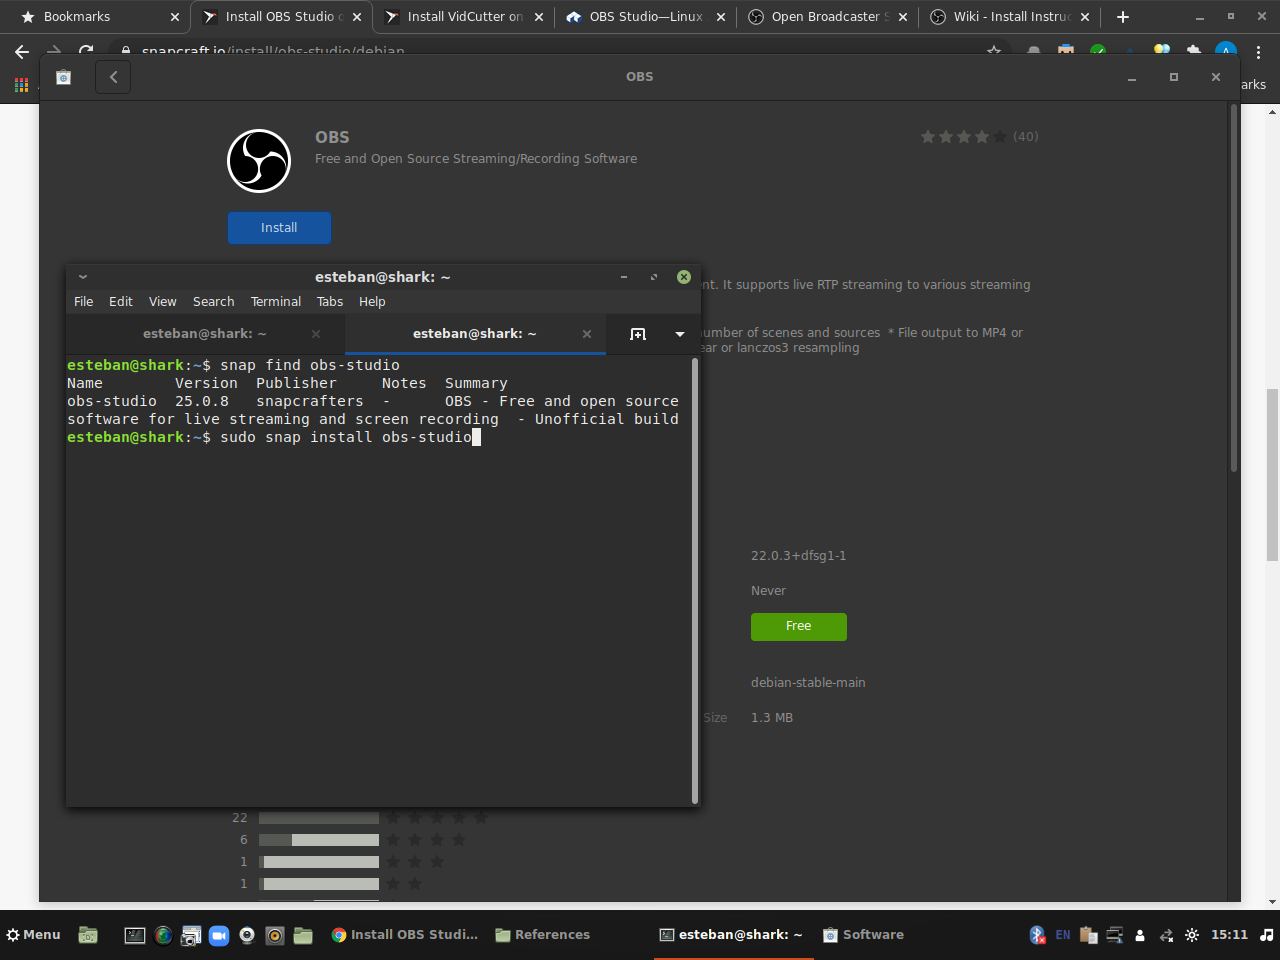 Bookmarks
Install OBS Studio o
Install VidCutter on
OBS Studio—Linux
Open Broadcaster S
Wiki - Install Instruc
snapcraft.io/install/obs-studio/debian
arks
OBS
OBS
Free and Open Source Streaming/Recording Software
(40)
Install
nt. It supports live RTP streaming to various streaming
umber of scenes and sources * File output to MP4 or
ear or lanczos3 resampling
esteban@shark: ~
File Edit View Search Terminal Tabs Help
esteban@shark: ~
esteban@shark: ~
esteban@shark:~$ snap find obs-studio
Name Version Publisher Notes Summary
obs-studio 25.0.8 snapcrafters - OBS - Free and open source
software for live streaming and screen recording - Unofficial build
esteban@shark:~$ sudo snap install obs-studio
22.0.3+dfsg1-1
Never
Free
debian-stable-main
Size 1.3 MB
22
6
1
1
Menu
Install OBS Studi...
References
esteban@shark: ~
Software
EN
15:11